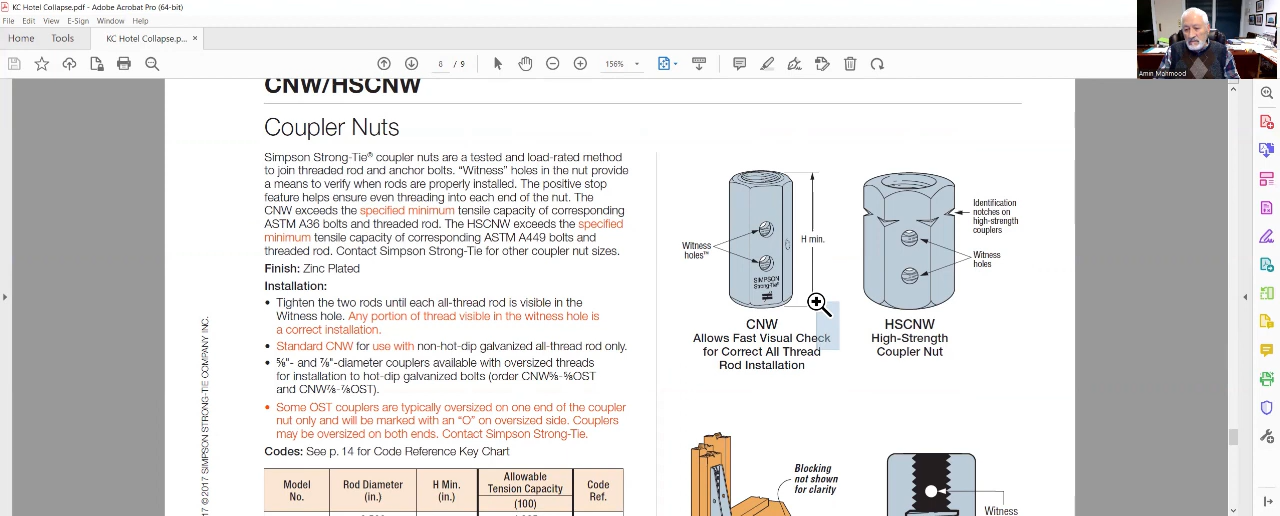 KC Hotel Collapse.pdf - Adobe Acrobat Pro (64-bit)
File Edit View E-Sign Window Help
Home Tools KC Hotel Collapse.p... ×
156%
Amin Mahmood
CNW/HSCNW
Coupler Nuts
Simpson Strong-Tie® coupler nuts are a tested and load-rated method
to join threaded rod and anchor bolts. "Witness" holes in the nut provide
a means to verify when rods are properly installed. The positive stop
feature helps ensure even threading into each end of the nut. The
CNW exceeds the specified minimum tensile capacity of corresponding
ASTM A36 bolts and threaded rod. The HSCNW exceeds the specified
minimum tensile capacity of corresponding ASTM A449 bolts and
threaded rod. Contact Simpson Strong-Tie for other coupler nut sizes.
Finish: Zinc Plated
Installation:
• Tighten the two rods until each all-thread rod is visible in the
Witness hole. Any portion of thread visible in the witness hole is
a correct installation.
• Standard CNW for use with non-hot-dip galvanized all-thread rod only.
• ⅝"- and ⅞"-diameter couplers available with oversized threads
for installation to hot-dip galvanized bolts (order CNW⅝-⅝OST
and CNW⅞-⅞OST).
• Some OST couplers are typically oversized on one end of the coupler
nut only and will be marked with an "O" on oversized side. Couplers
may be oversized on both ends. Contact Simpson Strong-Tie.
Codes: See p. 14 for Code Reference Key Chart
Model
No.
Rod Diameter
(in.)
H Min.
(in.)
Allowable
Tension Capacity
(100)
Code
Ref.
17 ©2017 SIMPSON STRONG-TIE COMPANY INC.
Witness
holes™
H min.
SIMPSON
Strong-Tie®
CNW
Allows Fast Visual Check
for Correct All Thread
Rod Installation
Identification
notches on
high-strength
couplers
Witness
holes
HSCNW
High-Strength
Coupler Nut
Blocking
not shown
for clarity
Witness